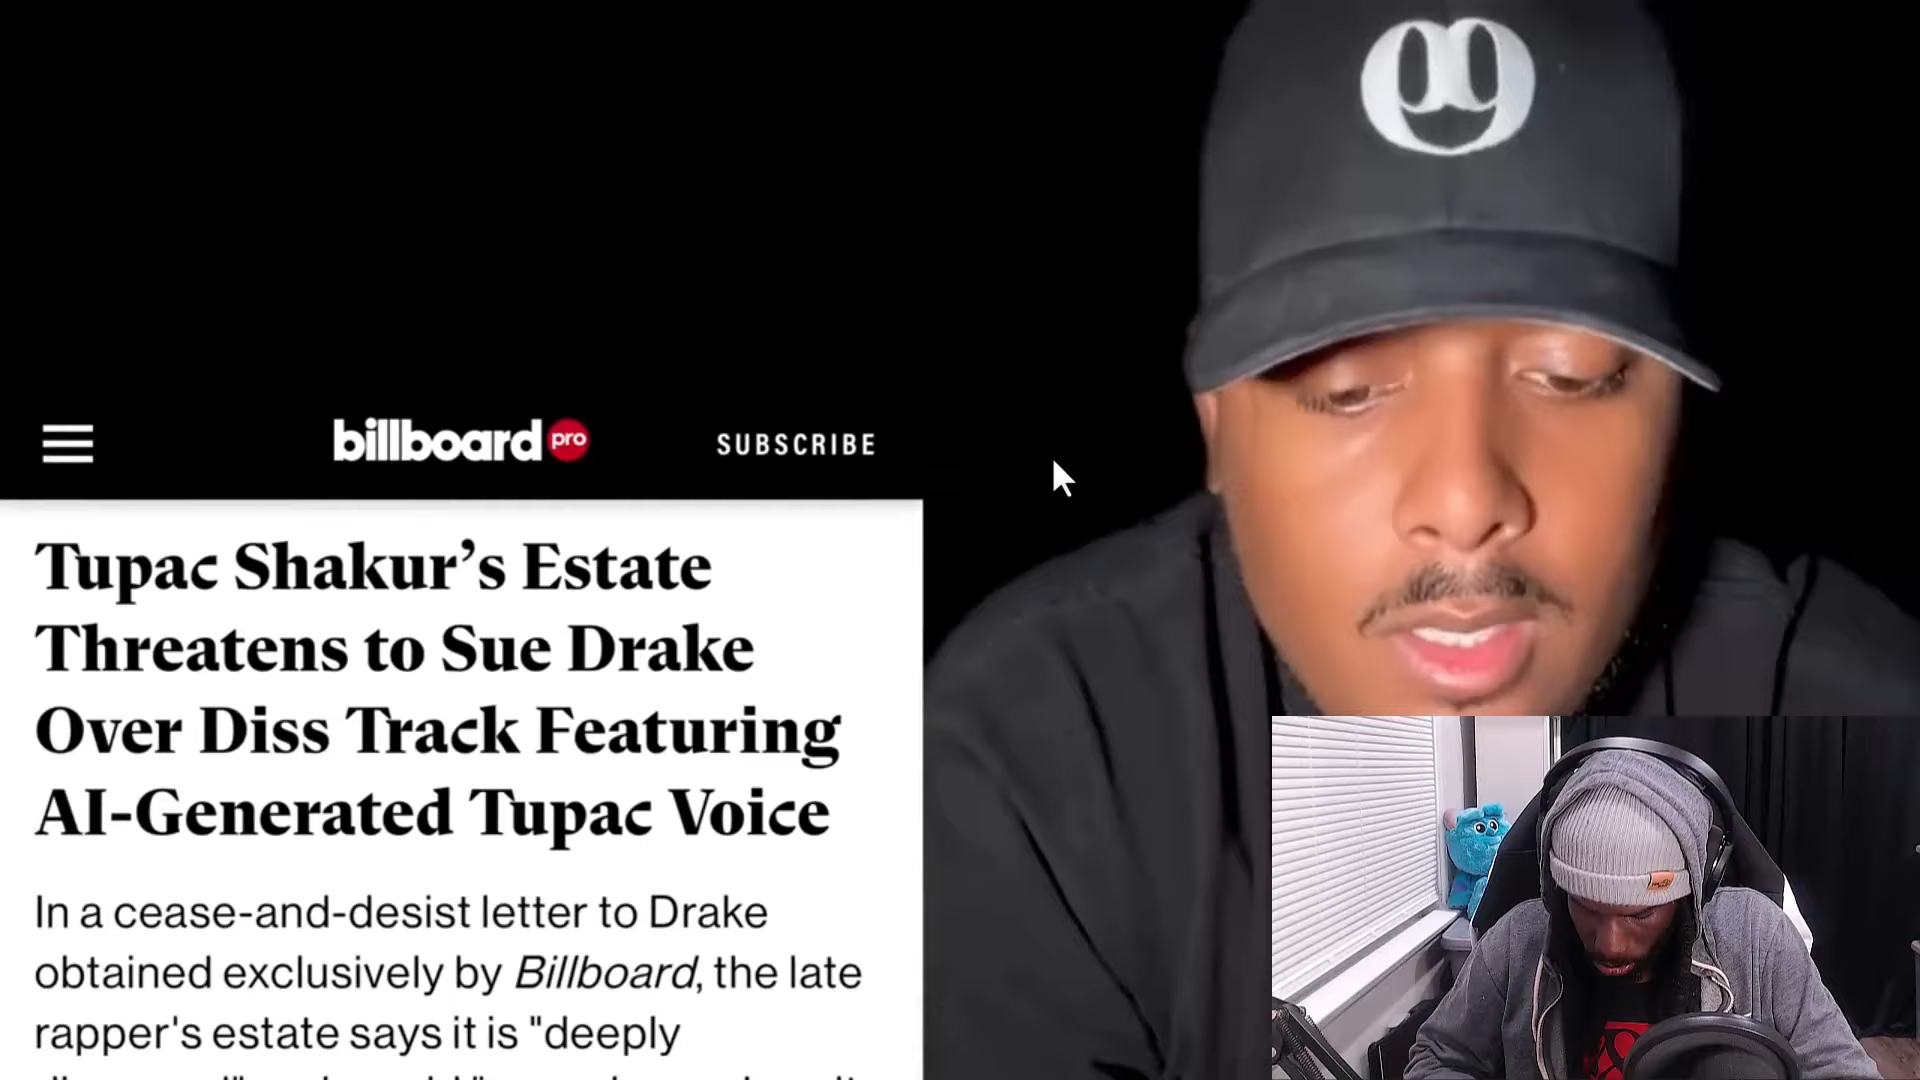 billboard pro SUBSCRIBE
Tupac Shakur’s Estate
Threatens to Sue Drake
Over Diss Track Featuring
AI-Generated Tupac Voice
In a cease-and-desist letter to Drake
obtained exclusively by Billboard, the late
rapper's estate says it is "deeply